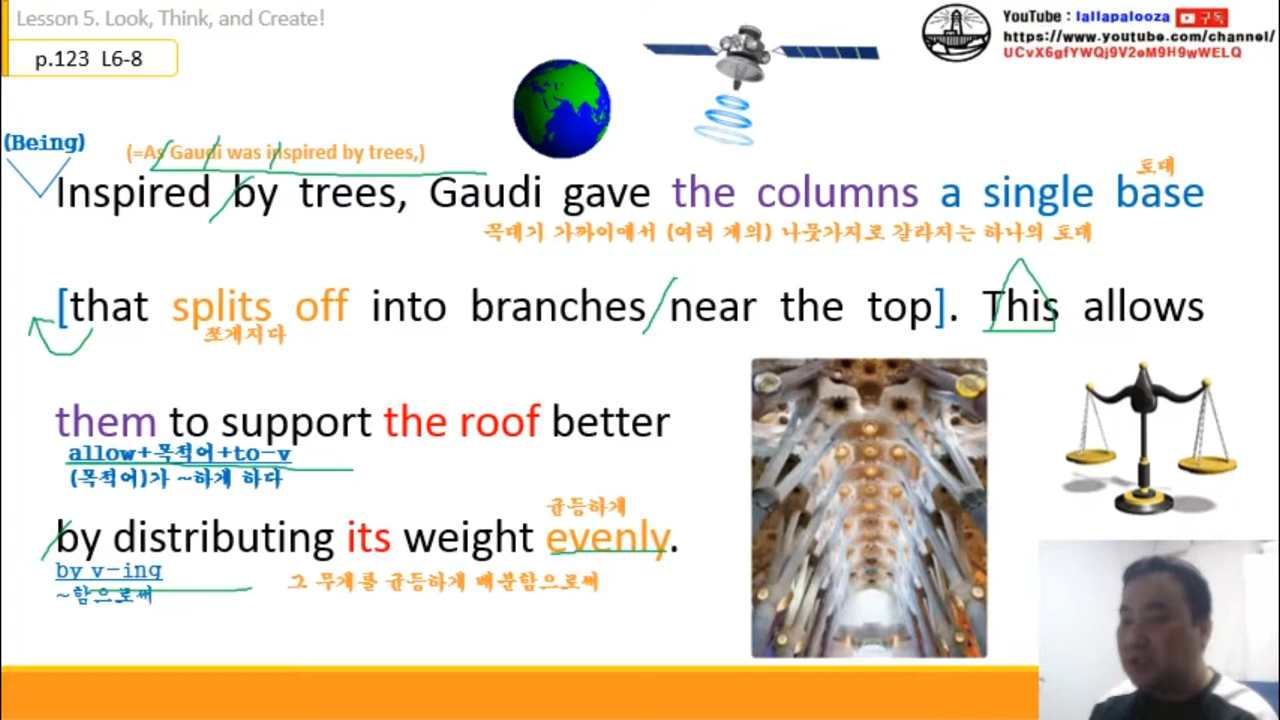 Lesson 5. Look, Think, and Create!
p.123 L6-8
YouTube : lallapalooza 구독
https://www.youtube.com/channel/
UCvX6gfYWQj9V2eM9H9wWELQ
(Being)
(=As Gaudi was inspired by trees,)
토대
Inspired by trees, Gaudi gave the columns a single base
꼭대기 가까이에서 (여러 개의) 나뭇가지로 갈라지는 하나의 토대
[that splits off into branches near the top]. This allows
쪼개지다
them to support the roof better
allow+목적어+to-v
(목적어)가 ~하게 하다
균등하게
by distributing its weight evenly.
by v-ing
~함으로써
그 무게를 균등하게 배분함으로써